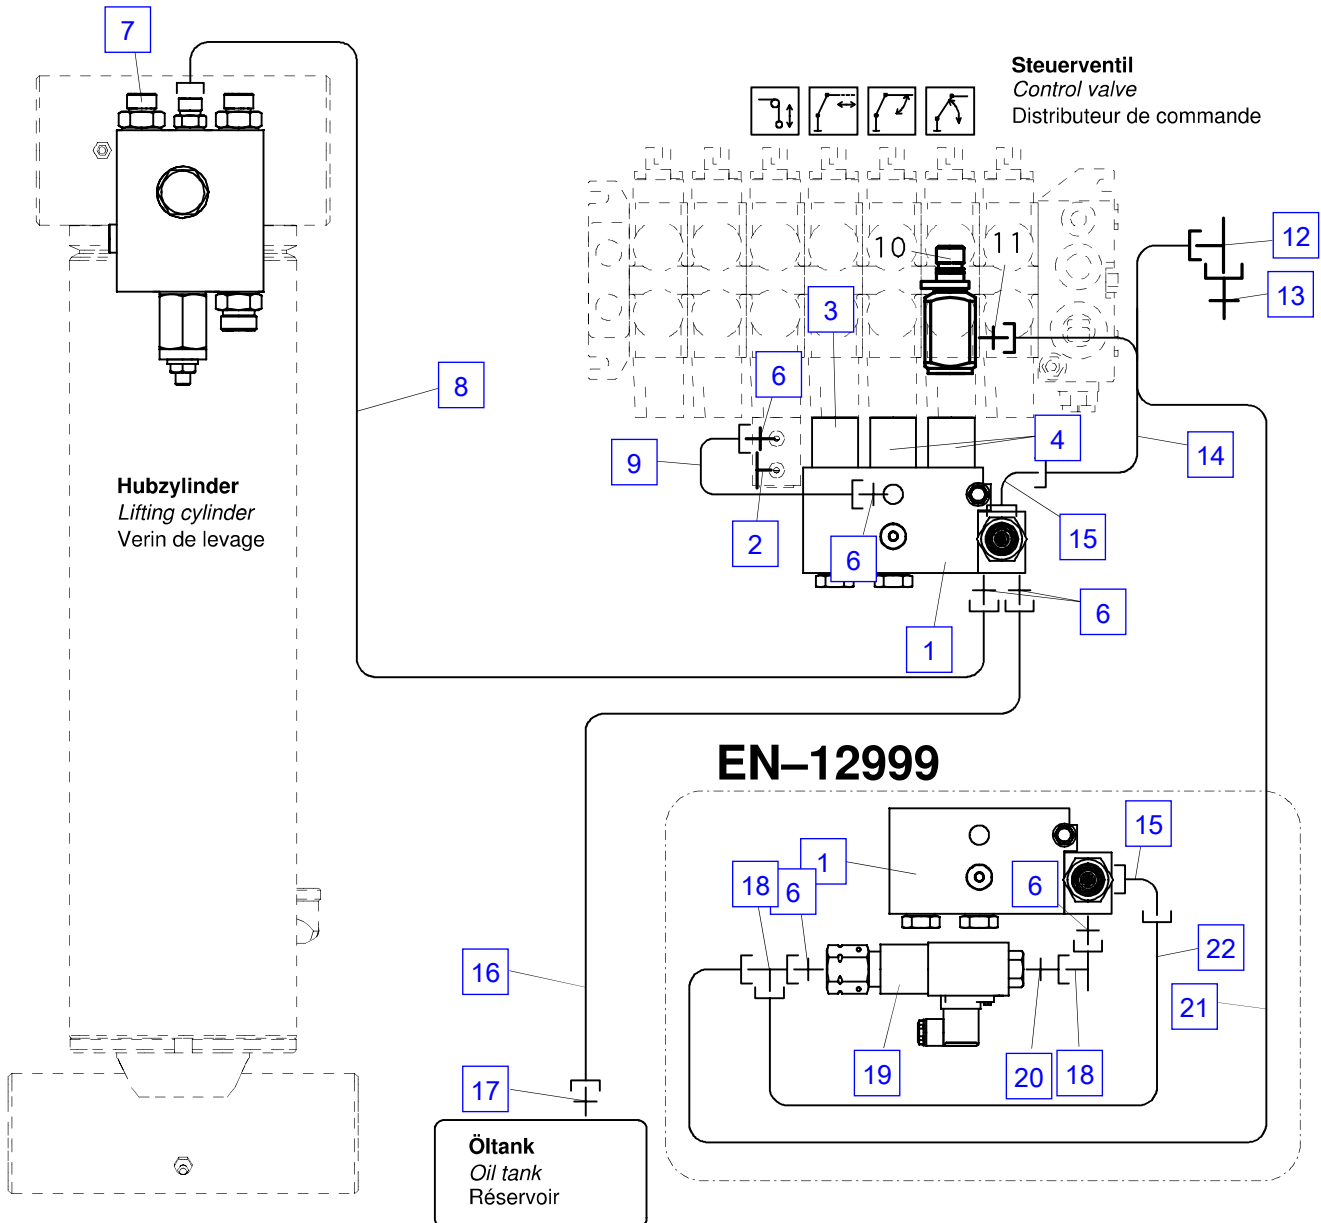 7
Steuerventil
Control valve
Distributeur de commande
12
10
11
13
3
6
8
4
9
14
Hubzylinder
Lifting cylinder
Verin de levage
2
15
6
6
1
EN–12999
15
1
18
6
6
22
16
21
19
20
18
17
Öltank
Oil tank
Réservoir